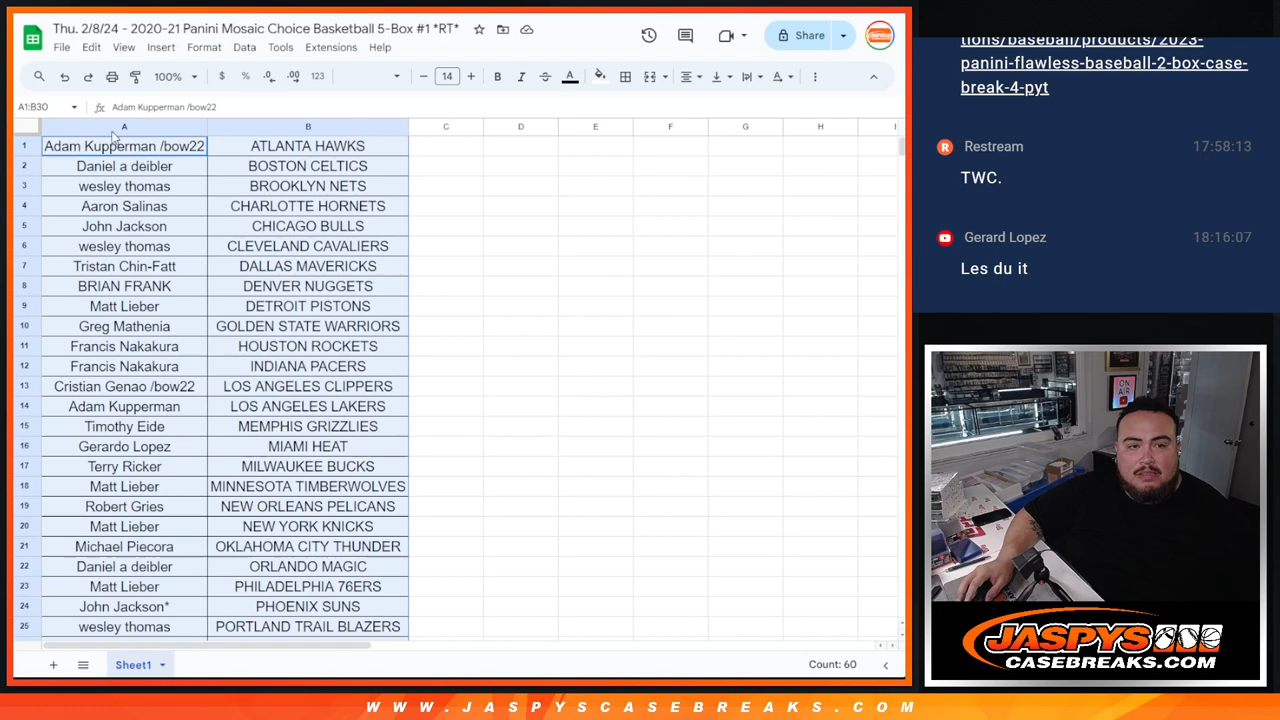 Thu. 2/8/24 - 2020-21 Panini Mosaic Choice Basketball 5-Box #1 *RT*
File Edit View Insert Format Data Tools Extensions Help
Share
100% $ % .0 .00 123 14 B I S A
A1:B30 fx Adam Kupperman /bow22
A B C D E F G H I
1 Adam Kupperman /bow22 ATLANTA HAWKS
2 Daniel a deibler BOSTON CELTICS
3 wesley thomas BROOKLYN NETS
4 Aaron Salinas CHARLOTTE HORNETS
5 John Jackson CHICAGO BULLS
6 wesley thomas CLEVELAND CAVALIERS
7 Tristan Chin-Fatt DALLAS MAVERICKS
8 BRIAN FRANK DENVER NUGGETS
9 Matt Lieber DETROIT PISTONS
10 Greg Mathenia GOLDEN STATE WARRIORS
11 Francis Nakakura HOUSTON ROCKETS
12 Francis Nakakura INDIANA PACERS
13 Cristian Genao /bow22 LOS ANGELES CLIPPERS
14 Adam Kupperman LOS ANGELES LAKERS
15 Timothy Eide MEMPHIS GRIZZLIES
16 Gerardo Lopez MIAMI HEAT
17 Terry Ricker MILWAUKEE BUCKS
18 Matt Lieber MINNESOTA TIMBERWOLVES
19 Robert Gries NEW ORLEANS PELICANS
20 Matt Lieber NEW YORK KNICKS
21 Michael Piecora OKLAHOMA CITY THUNDER
22 Daniel a deibler ORLANDO MAGIC
23 Matt Lieber PHILADELPHIA 76ERS
24 John Jackson* PHOENIX SUNS
25 wesley thomas PORTLAND TRAIL BLAZERS
Sheet1
Count: 60
tions/baseball/products/2023-
panini-flawless-baseball-2-box-case-
break-4-pyt
Restream 17:58:13
TWC.
Gerard Lopez 18:16:07
Les du it
ON
AIR
JASPYS
CASEBREAKS.COM
WWW.JASPYSCASEBREAKS.COM